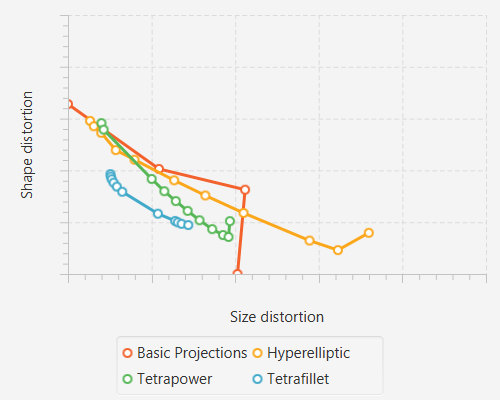 Shape distortion
Size distortion
Basic Projections
Hyperelliptic
Tetrapower
Tetrafillet